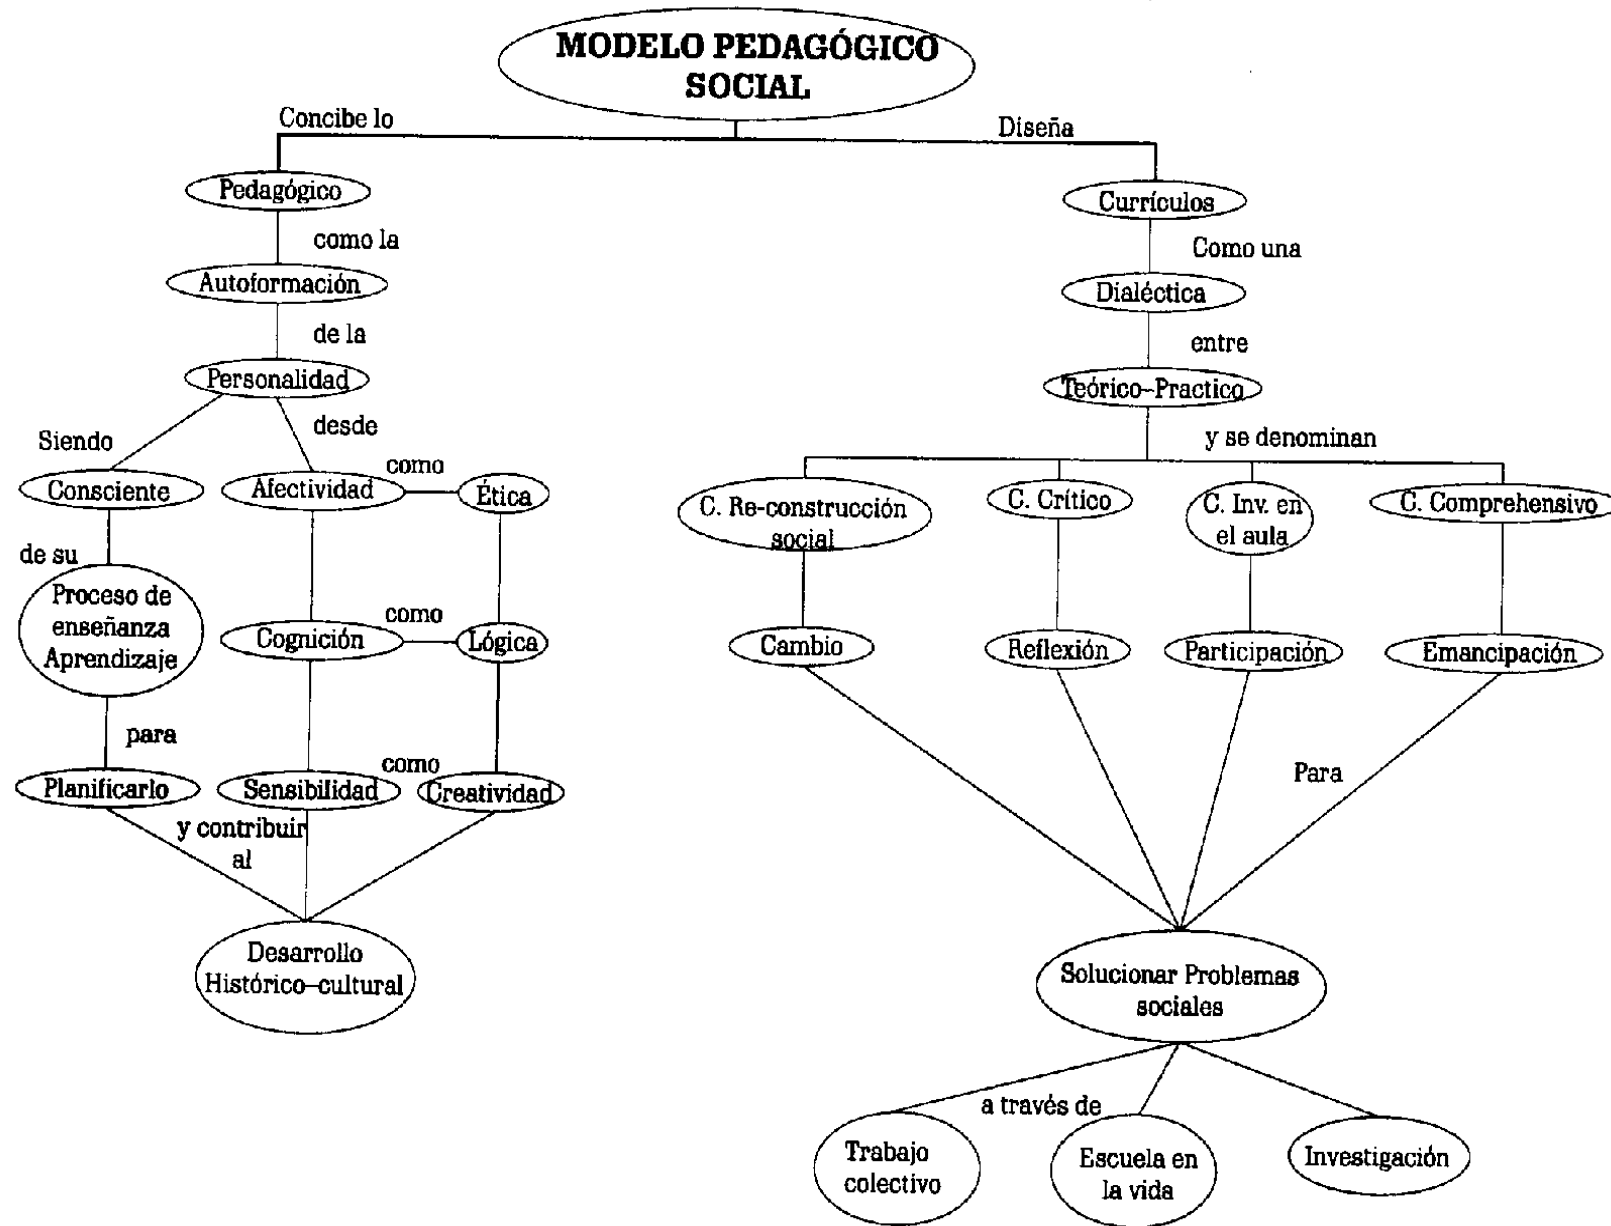 MODELO PEDAGÓGICO
SOCIAL
Concibe lo
Diseña
Pedagógico
Currículos
como la
Como una
Autoformación
Dialéctica
de la
entre
Personalidad
Teórico-Practico
desde
Siendo
y se denominan
como
Consciente
Afectividad
Ética
C. Re-construcción
social
C. Crítico
C. Inv. en
el aula
C. Comprehensivo
de su
Proceso de
enseñanza
Aprendizaje
como
Cognición
Lógica
Cambio
Reflexión
Participación
Emancipación
para
como
Para
Planificarlo
Sensibilidad
Creatividad
y contribuir
al
Desarrollo
Histórico-cultural
Solucionar Problemas
sociales
a través de
Trabajo
colectivo
Escuela en
la vida
Investigación